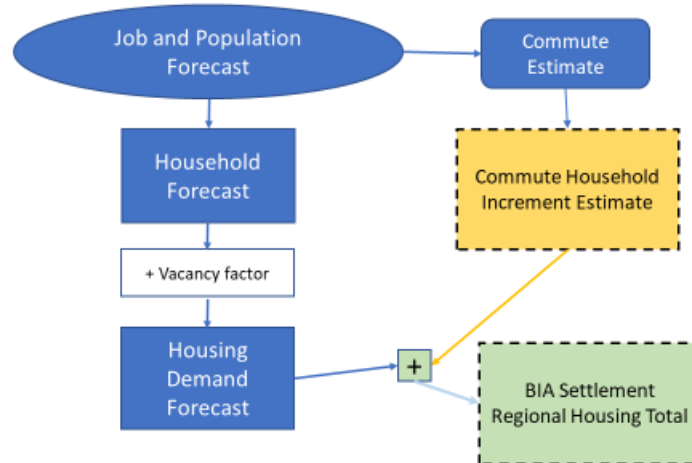 Job and Population
Forecast
Commute
Estimate
Household
Forecast
Commute Household
Increment Estimate
+ Vacancy factor
Housing
Demand
Forecast
+
BIA Settlement
Regional Housing Total